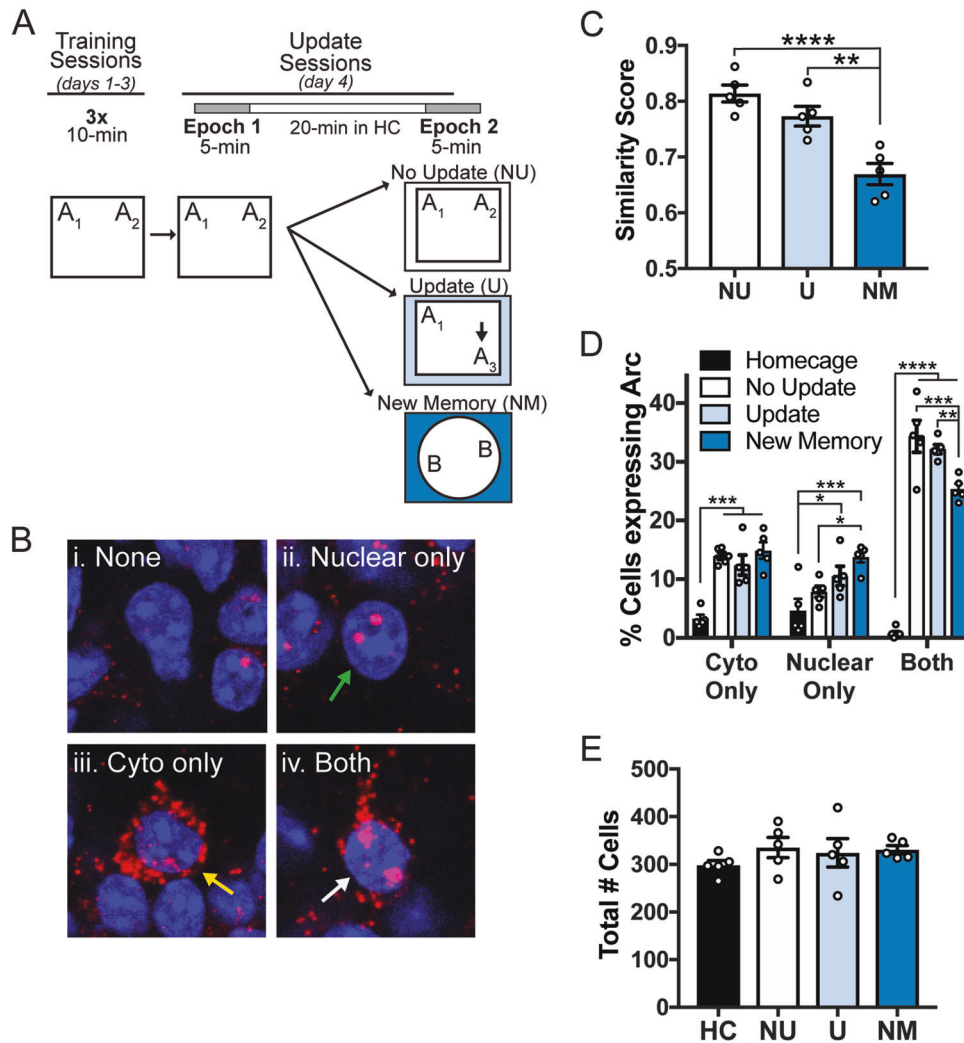 A
Training Sessions
(days 1-3)
3x
10-min
Update Sessions
(day 4)
Epoch 1
5-min
20-min in HC
Epoch 2
5-min
A1 A2
A1 A2
No Update (NU)
A1 A2
Update (U)
A1
A3
New Memory (NM)
B B
B
i. None
ii. Nuclear only
iii. Cyto only
iv. Both
C
Similarity Score
0.9
0.8
0.7
0.6
0.5
****
**
NU U NM
D
% Cells expressing Arc
40
30
20
10
0
Homecage
No Update
Update
New Memory
***
***
*
*
****
***
**
Cyto Only
Nuclear Only
Both
E
Total # Cells
500
400
300
200
100
0
HC NU U NM